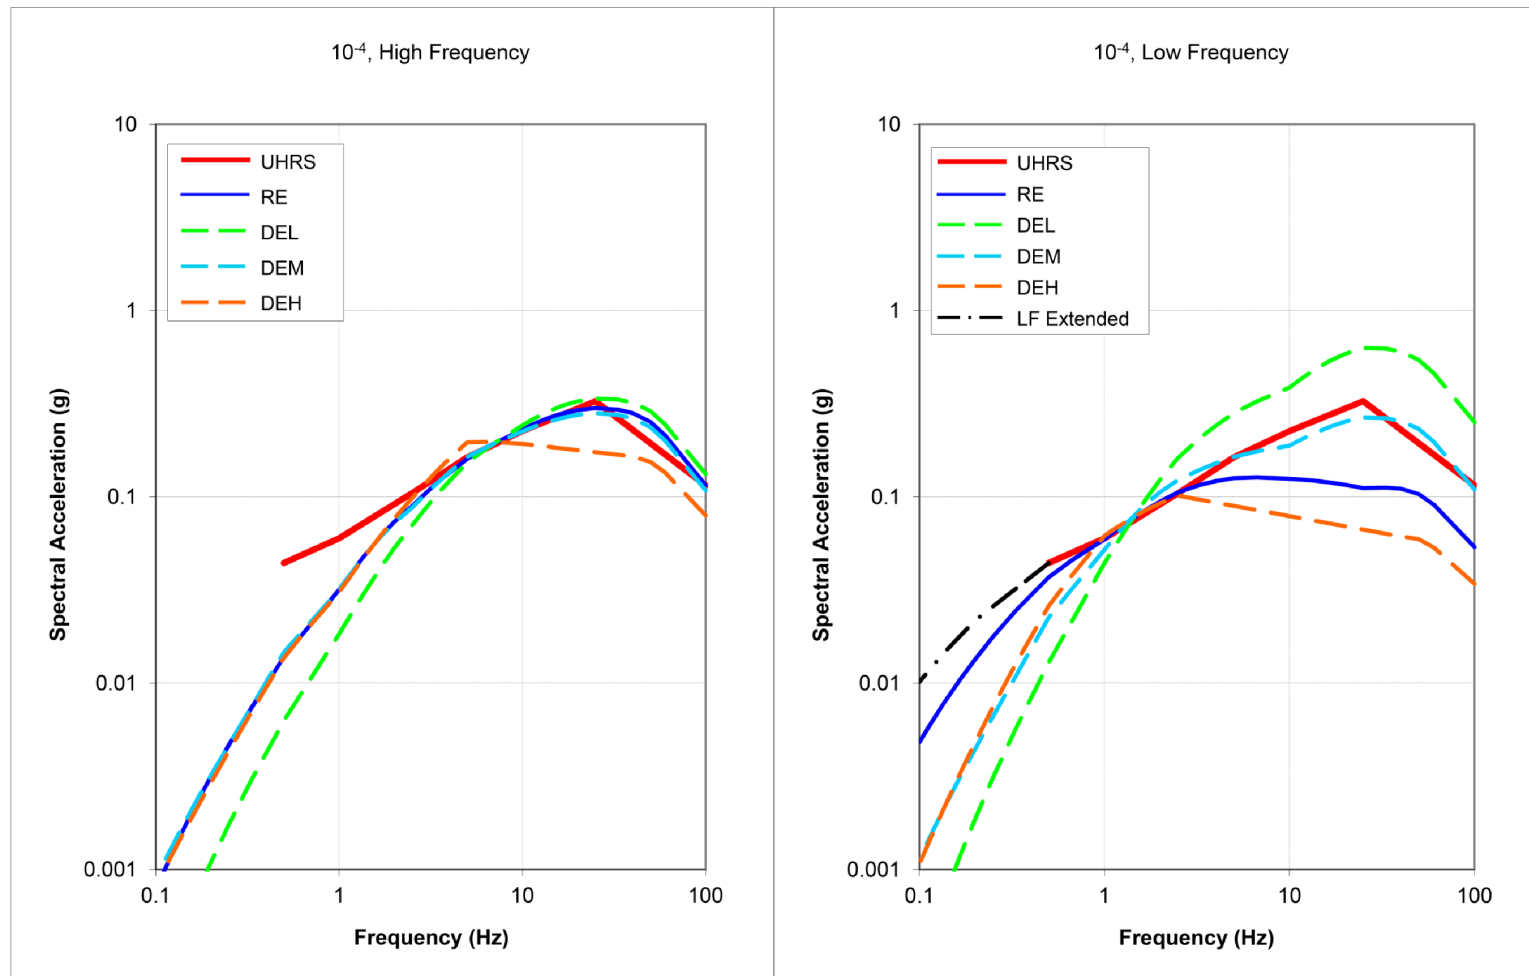 10⁻⁴, High Frequency
10
1
0.1
0.01
0.001
UHRS
RE
DEL
DEM
DEH
Spectral Acceleration (g)
0.1
1
10
100
Frequency (Hz)
10⁻⁴, Low Frequency
10
1
0.1
0.01
0.001
UHRS
RE
DEL
DEM
DEH
LF Extended
Spectral Acceleration (g)
0.1
1
10
100
Frequency (Hz)